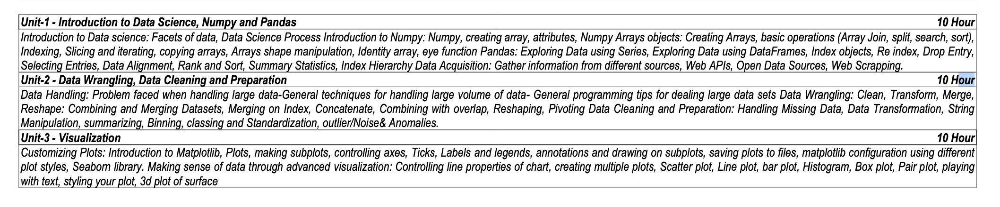 Unit-1 - Introduction to Data Science, Numpy and Pandas 10 Hour
Introduction to Data science: Facets of data, Data Science Process Introduction to Numpy: Numpy, creating array, attributes, Numpy Arrays objects: Creating Arrays, basic operations (Array Join, split, search, sort),
Indexing, Slicing and iterating, copying arrays, Arrays shape manipulation, Identity array, eye function Pandas: Exploring Data using Series, Exploring Data using DataFrames, Index objects, Re index, Drop Entry,
Selecting Entries, Data Alignment, Rank and Sort, Summary Statistics, Index Hierarchy Data Acquisition: Gather information from different sources, Web APIs, Open Data Sources, Web Scrapping.
Unit-2 - Data Wrangling, Data Cleaning and Preparation 10 Hour
Data Handling: Problem faced when handling large data-General techniques for handling large volume of data- General programming tips for dealing large data sets Data Wrangling: Clean, Transform, Merge,
Reshape: Combining and Merging Datasets, Merging on Index, Concatenate, Combining with overlap, Reshaping, Pivoting Data Cleaning and Preparation: Handling Missing Data, Data Transformation, String
Manipulation, summarizing, Binning, classing and Standardization, outlier/Noise& Anomalies.
Unit-3 - Visualization 10 Hour
Customizing Plots: Introduction to Matplotlib, Plots, making subplots, controlling axes, Ticks, Labels and legends, annotations and drawing on subplots, saving plots to files, matplotlib configuration using different
plot styles, Seaborn library. Making sense of data through advanced visualization: Controlling line properties of chart, creating multiple plots, Scatter plot, Line plot, bar plot, Histogram, Box plot, Pair plot, playing
with text, styling your plot, 3d plot of surface